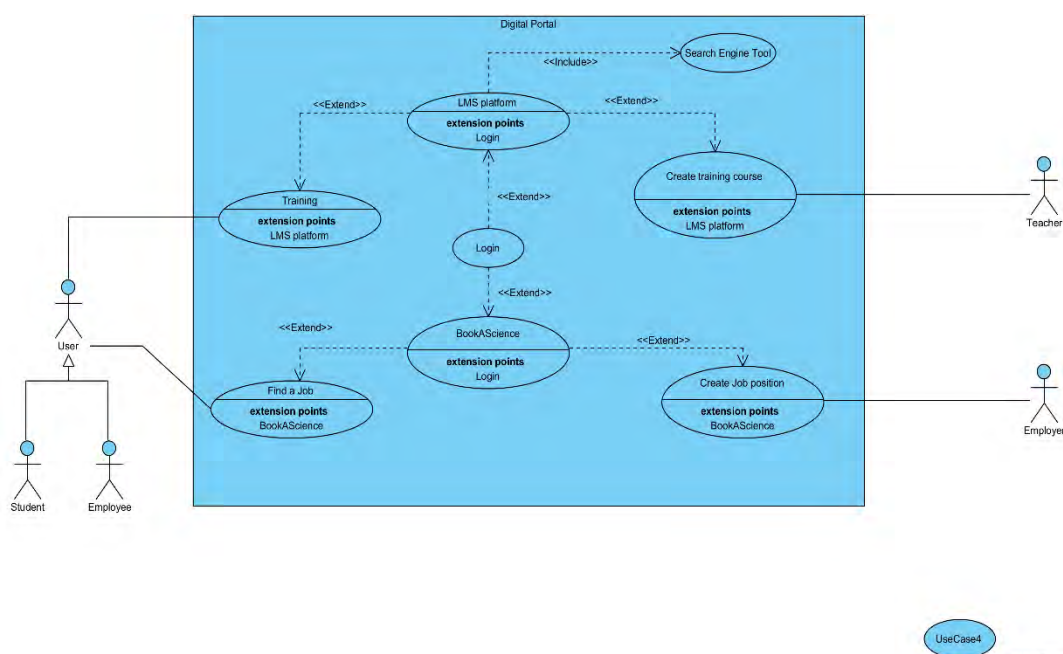 Digital Portal
Search Engine Tool
<<Include>>
<<Extend>>
LMS platform
<<Extend>>
extension points
Login
Create training course
extension points
LMS platform
Teacher
Training
extension points
LMS platform
<<Extend>>
Login
<<Extend>>
User
<<Extend>>
BookAScience
<<Extend>>
extension points
Login
Find a Job
extension points
BookAScience
Create Job position
extension points
BookAScience
Employer
Student
Employee
UseCase4